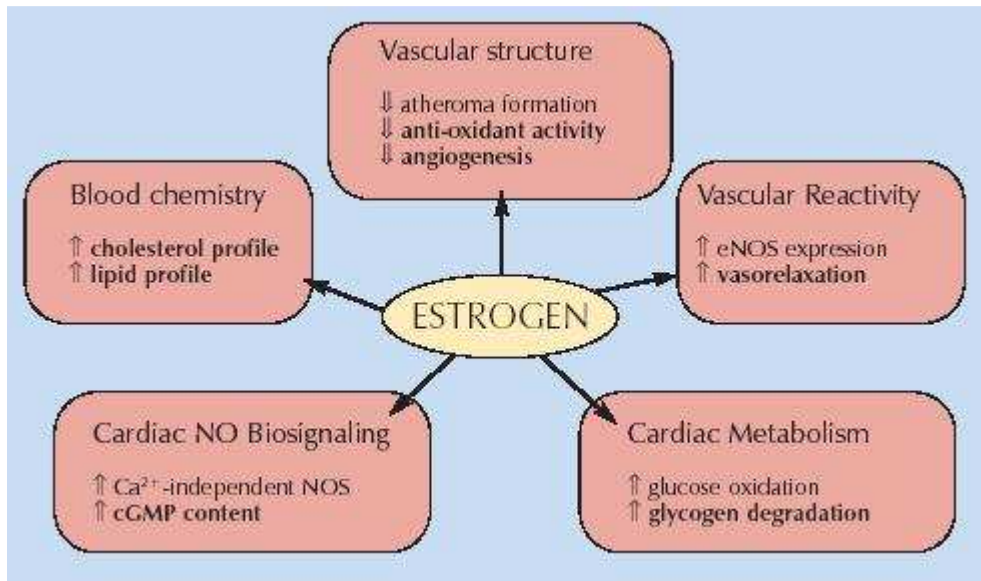 Vascular structure
⇓ atheroma formation
⇓ anti-oxidant activity
⇓ angiogenesis
Blood chemistry
⇑ cholesterol profile
⇑ lipid profile
Vascular Reactivity
⇑ eNOS expression
⇑ vasorelaxation
ESTROGEN
Cardiac NO Biosignaling
⇑ Ca²⁺-independent NOS
⇑ cGMP content
Cardiac Metabolism
⇑ glucose oxidation
⇑ glycogen degradation